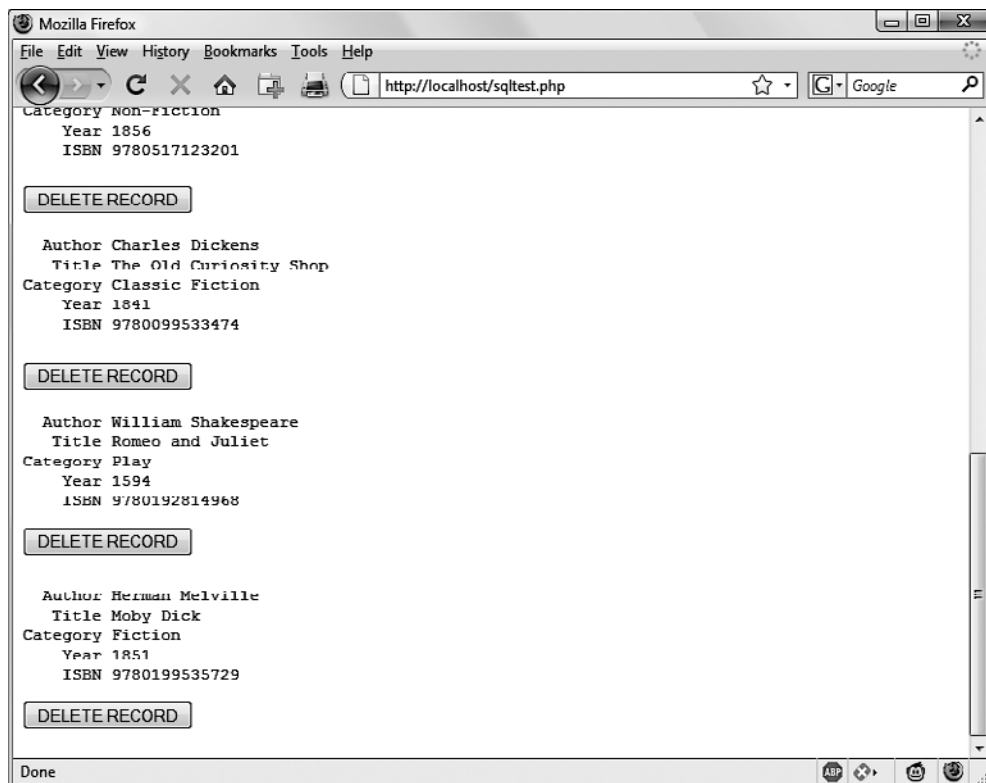 Mozilla Firefox
File Edit View History Bookmarks Tools Help
http://localhost/sqltest.php
G Google
Category Non-Fiction
Year 1856
ISBN 9780517123201
DELETE RECORD
Author Charles Dickens
Title The Old Curiosity Shop
Category Classic Fiction
Year 1841
ISBN 9780099533474
DELETE RECORD
Author William Shakespeare
Title Romeo and Juliet
Category Play
Year 1594
ISBN 9780192814968
DELETE RECORD
Author Herman Melville
Title Moby Dick
Category Fiction
Year 1851
ISBN 9780199535729
DELETE RECORD
Done
ABP